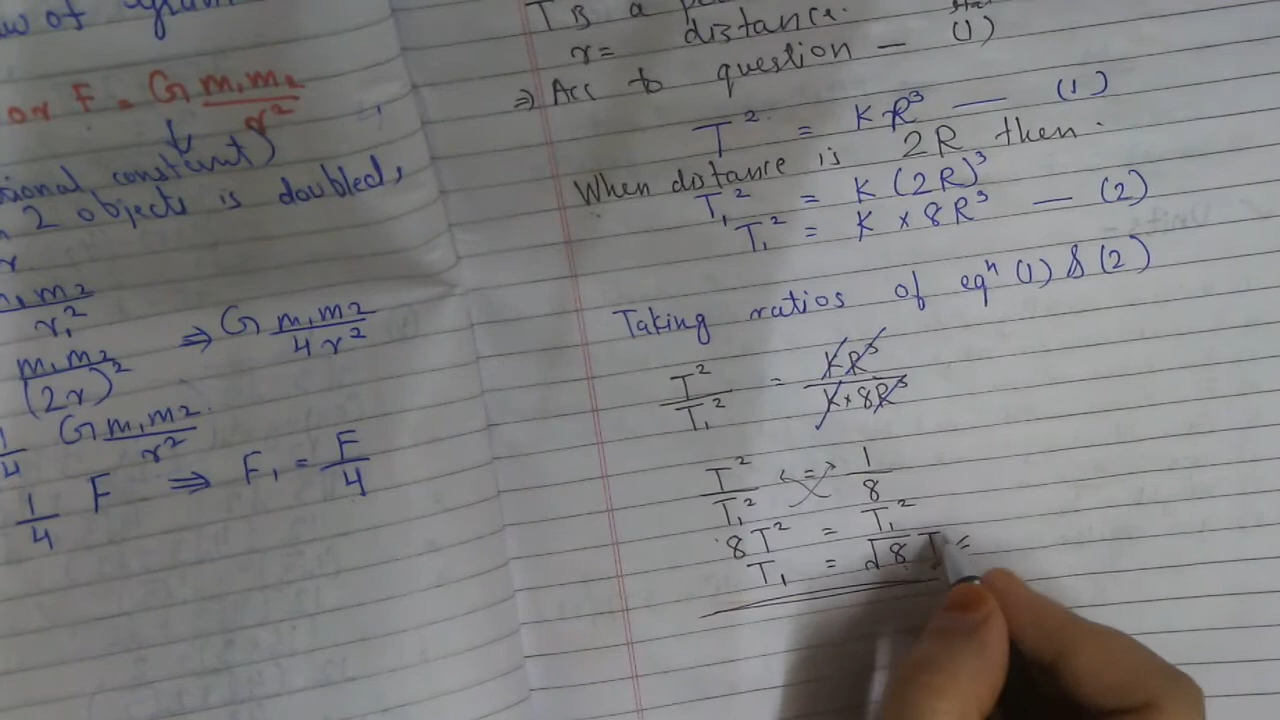 or F = G m₁m₂/r²
constant)
2 objects is doubled,
m₁m₂/r₁²
m₁m₂/(2r)² ⇒ G m₁m₂/4r²
1/4 G m₁m₂/r²
1/4 F ⇒ F₁ = F/4
T is a
r = distance.
⇒ Acc to question — (1)
T² = KR³ — (1)
When distance is 2R then.
T₁² = K(2R)³
T₁² = K × 8R³ — (2)
Taking ratios of eqⁿ (1) & (2)
T²/T₁² = KR³/K×8R³
T²/T₁² = 1/8
8T² = T₁²
T₁ = √8 T =